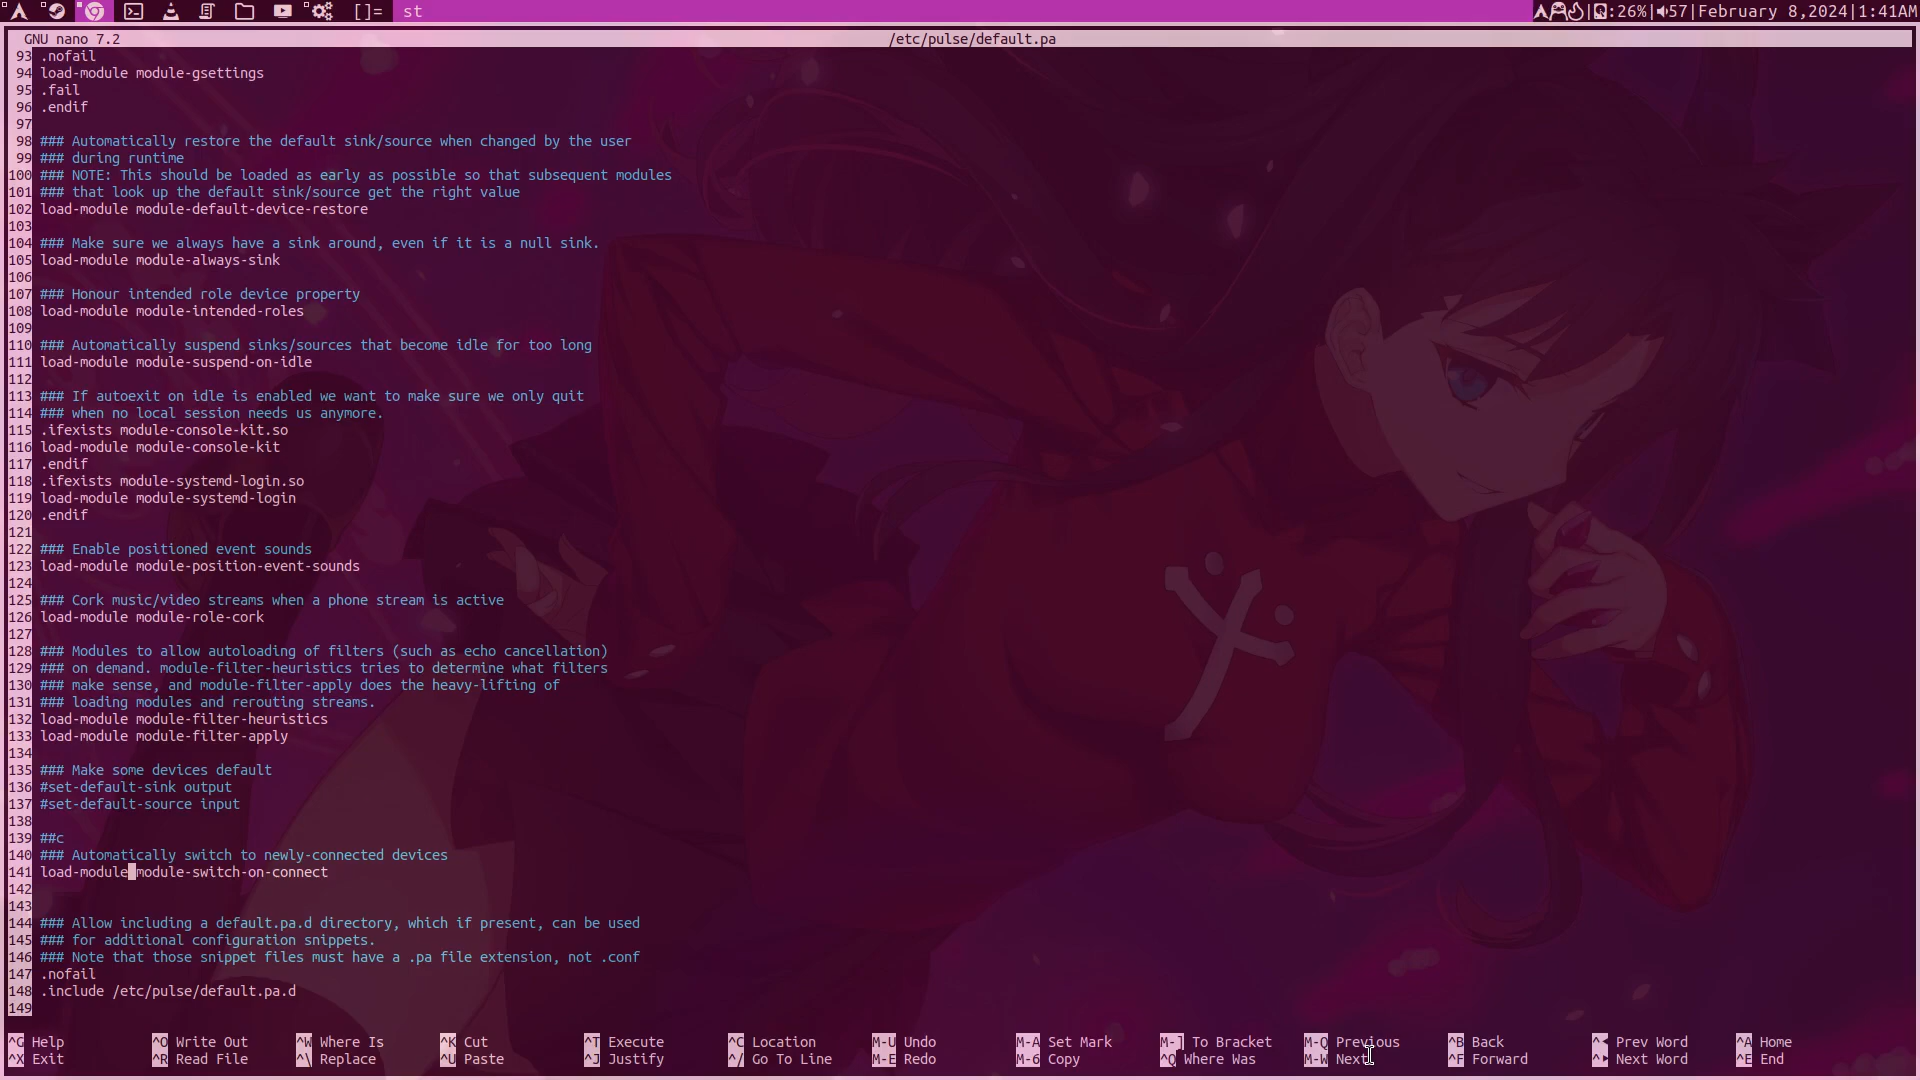 []= st :26%| 57|February 8,2024|1:41AM
GNU nano 7.2 /etc/pulse/default.pa
93 .nofail
94 load-module module-gsettings
95 .fail
96 .endif
97
98 ### Automatically restore the default sink/source when changed by the user
99 ### during runtime
100 ### NOTE: This should be loaded as early as possible so that subsequent modules
101 ### that look up the default sink/source get the right value
102 load-module module-default-device-restore
103
104 ### Make sure we always have a sink around, even if it is a null sink.
105 load-module module-always-sink
106
107 ### Honour intended role device property
108 load-module module-intended-roles
109
110 ### Automatically suspend sinks/sources that become idle for too long
111 load-module module-suspend-on-idle
112
113 ### If autoexit on idle is enabled we want to make sure we only quit
114 ### when no local session needs us anymore.
115 .ifexists module-console-kit.so
116 load-module module-console-kit
117 .endif
118 .ifexists module-systemd-login.so
119 load-module module-systemd-login
120 .endif
121
122 ### Enable positioned event sounds
123 load-module module-position-event-sounds
124
125 ### Cork music/video streams when a phone stream is active
126 load-module module-role-cork
127
128 ### Modules to allow autoloading of filters (such as echo cancellation)
129 ### on demand. module-filter-heuristics tries to determine what filters
130 ### make sense, and module-filter-apply does the heavy-lifting of
131 ### loading modules and rerouting streams.
132 load-module module-filter-heuristics
133 load-module module-filter-apply
134
135 ### Make some devices default
136 #set-default-sink output
137 #set-default-source input
138
139 ##c
140 ### Automatically switch to newly-connected devices
141 load-module module-switch-on-connect
142
143
144 ### Allow including a default.pa.d directory, which if present, can be used
145 ### for additional configuration snippets.
146 ### Note that those snippet files must have a .pa file extension, not .conf
147 .nofail
148 .include /etc/pulse/default.pa.d
149
^G Help ^O Write Out ^W Where Is ^K Cut ^T Execute ^C Location M-U Undo M-A Set Mark M-] To Bracket M-Q Previous ^B Back ^◂ Prev Word ^A Home
^X Exit ^R Read File ^\ Replace ^U Paste ^J Justify ^/ Go To Line M-E Redo M-6 Copy ^Q Where Was M-W Next ^F Forward ^▸ Next Word ^E End